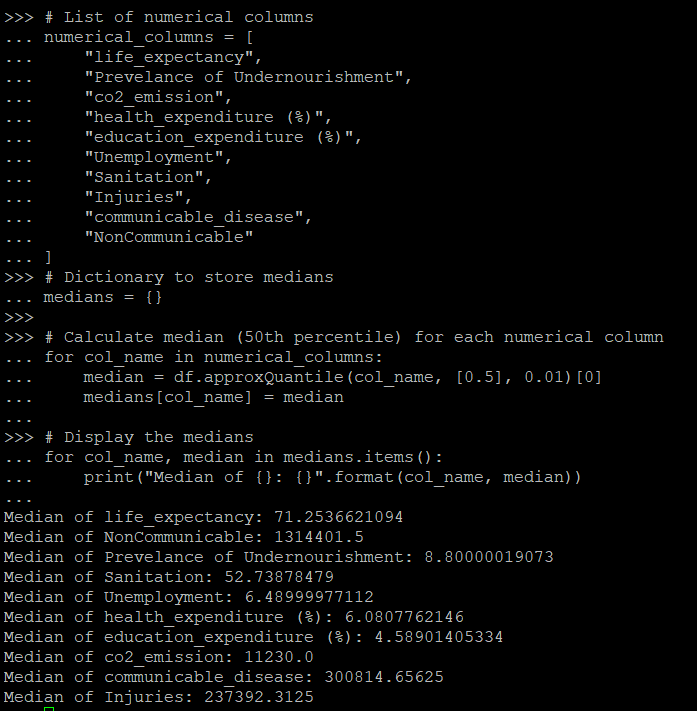 >>> # List of numerical columns
... numerical_columns = [
...     "life_expectancy",
...     "Prevelance of Undernourishment",
...     "co2_emission",
...     "health_expenditure (%)",
...     "education_expenditure (%)",
...     "Unemployment",
...     "Sanitation",
...     "Injuries",
...     "communicable_disease",
...     "NonCommunicable"
... ]
>>> # Dictionary to store medians
... medians = {}
>>>
>>> # Calculate median (50th percentile) for each numerical column
... for col_name in numerical_columns:
...     median = df.approxQuantile(col_name, [0.5], 0.01)[0]
...     medians[col_name] = median
...
>>> # Display the medians
... for col_name, median in medians.items():
...     print("Median of {}: {}".format(col_name, median))
...
Median of life_expectancy: 71.2536621094
Median of NonCommunicable: 1314401.5
Median of Prevelance of Undernourishment: 8.80000019073
Median of Sanitation: 52.73878479
Median of Unemployment: 6.48999977112
Median of health_expenditure (%): 6.0807762146
Median of education_expenditure (%): 4.58901405334
Median of co2_emission: 11230.0
Median of communicable_disease: 300814.65625
Median of Injuries: 237392.3125